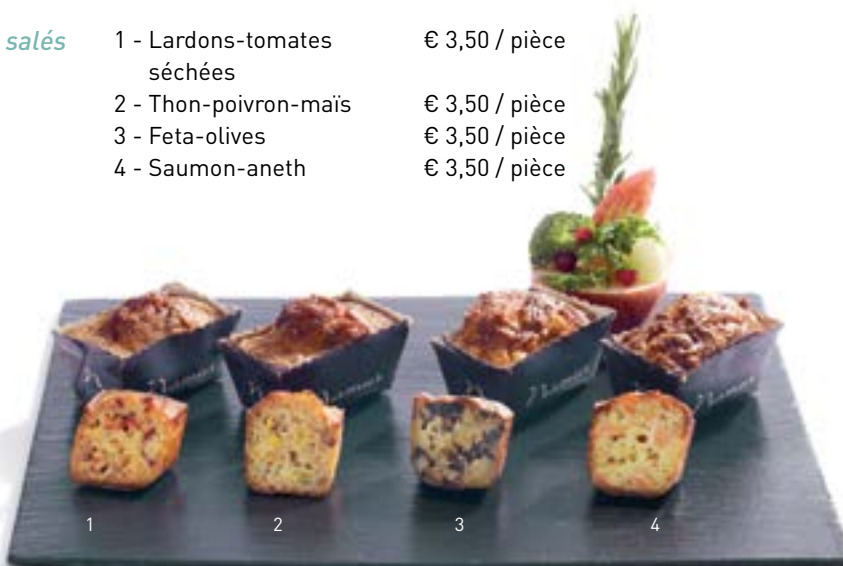 salés 1 - Lardons-tomates € 3,50 / pièce
séchées
2 - Thon-poivron-maïs € 3,50 / pièce
3 - Feta-olives € 3,50 / pièce
4 - Saumon-aneth € 3,50 / pièce
1 2 3 4